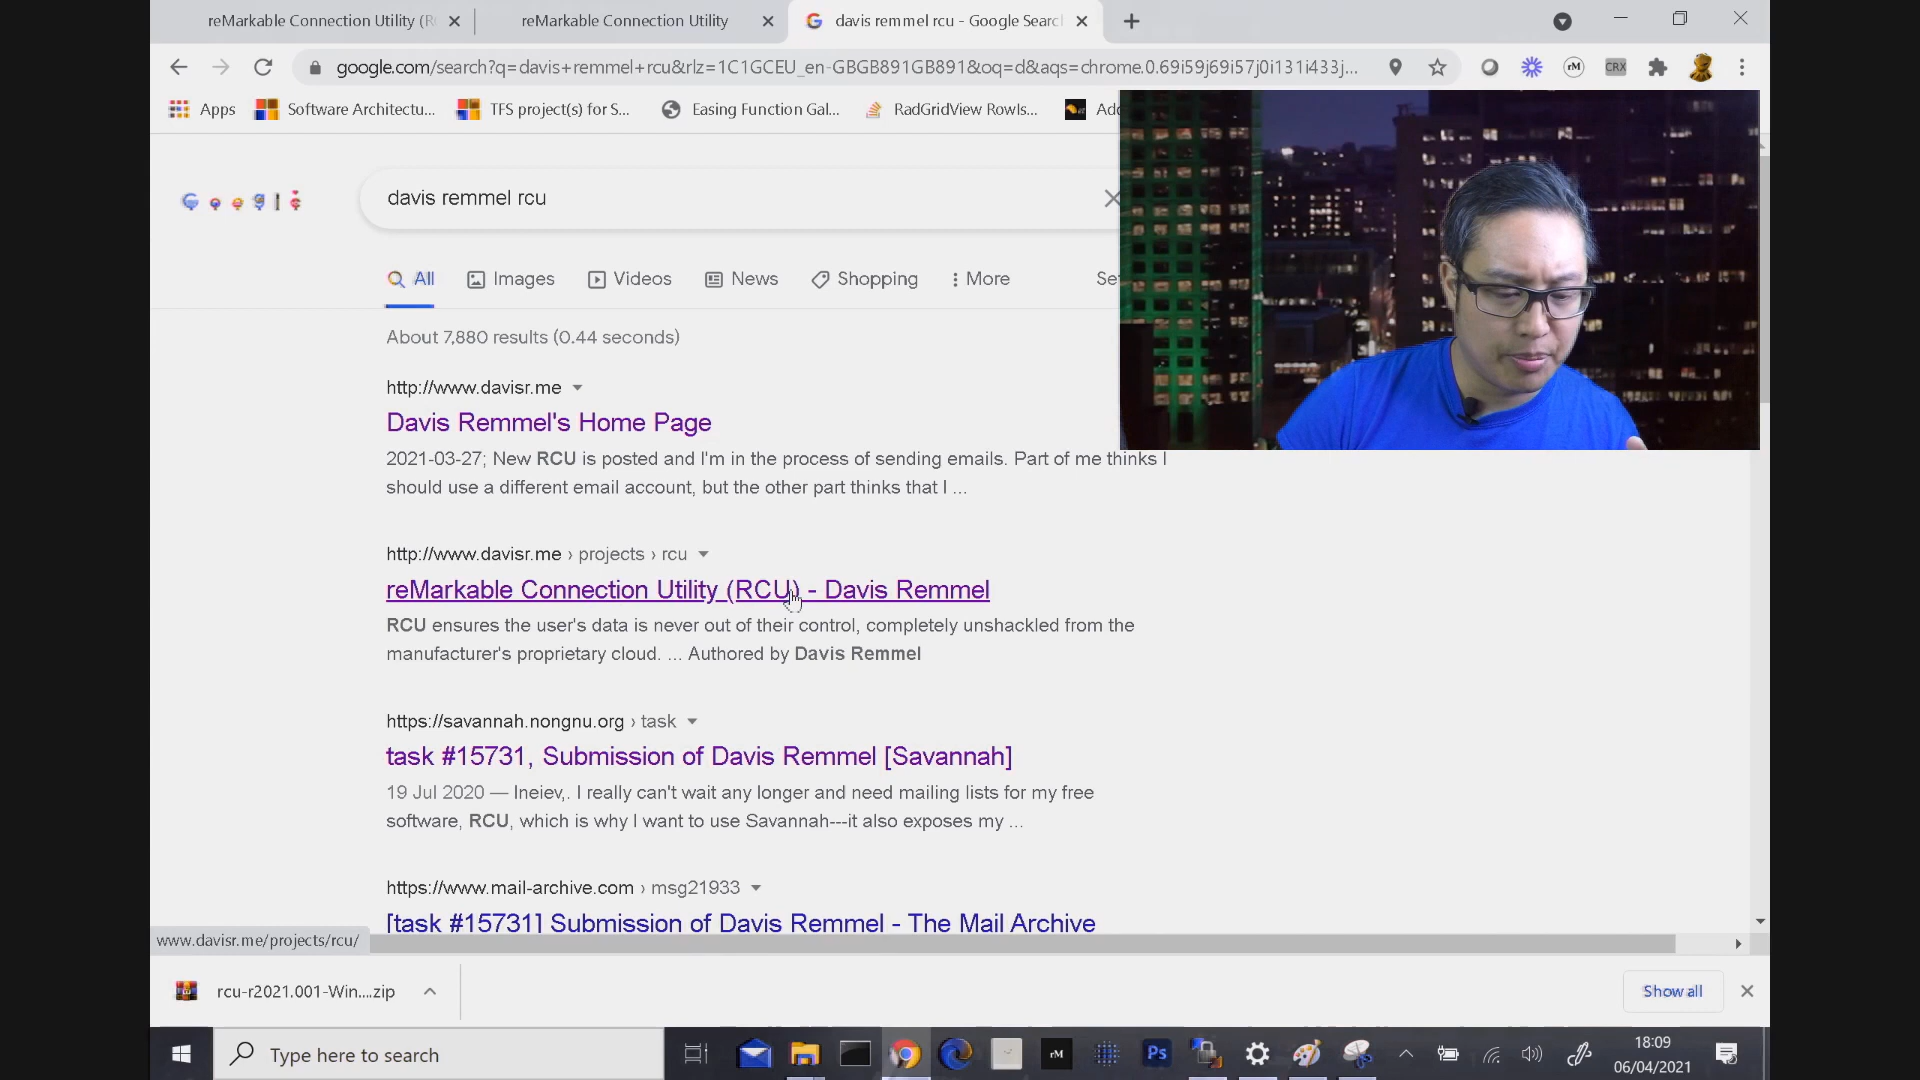 reMarkable Connection Utility (R
reMarkable Connection Utility
davis remmel rcu - Google Searc
google.com/search?q=davis+remmel+rcu&rlz=1C1GCEU_en-GBGB891GB891&oq=d&aqs=chrome.0.69i59j69i57j0i131i433j...
rM
CRX
Apps
Software Architectu...
TFS project(s) for S...
Easing Function Gal...
RadGridView RowIs...
davis remmel rcu
All
Images
Videos
News
Shopping
More
About 7,880 results (0.44 seconds)
http://www.davisr.me
Davis Remmel's Home Page
2021-03-27; New RCU is posted and I'm in the process of sending emails. Part of me thinks I
should use a different email account, but the other part thinks that I ...
http://www.davisr.me › projects › rcu
reMarkable Connection Utility (RCU) - Davis Remmel
RCU ensures the user's data is never out of their control, completely unshackled from the
manufacturer's proprietary cloud. ... Authored by Davis Remmel
https://savannah.nongnu.org › task
task #15731, Submission of Davis Remmel [Savannah]
19 Jul 2020 — Ineiev,. I really can't wait any longer and need mailing lists for my free
software, RCU, which is why I want to use Savannah---it also exposes my ...
https://www.mail-archive.com › msg21933
[task #15731] Submission of Davis Remmel - The Mail Archive
www.davisr.me/projects/rcu/
rcu-r2021.001-Win....zip
Show all
Type here to search
rM
Ps
18:09
06/04/2021